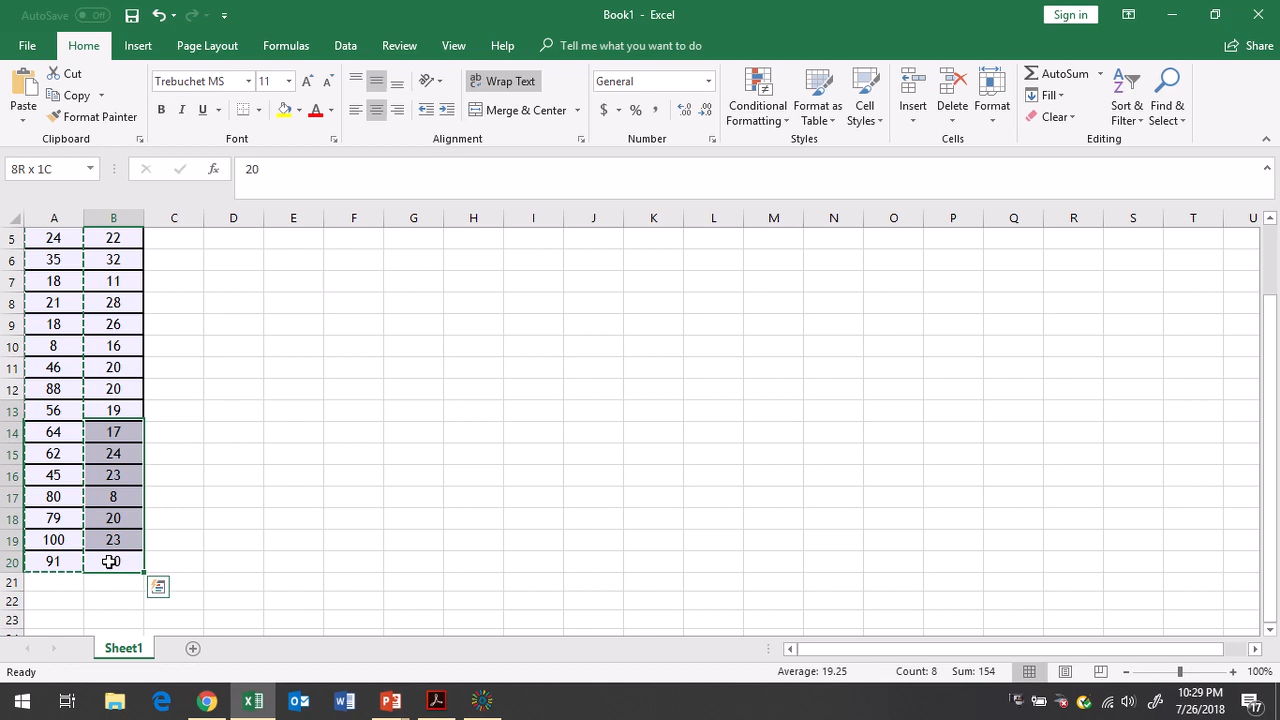 AutoSave Off Book1 - Excel Sign in
File Home Insert Page Layout Formulas Data Review View Help Tell me what you want to do Share
Paste Cut Copy Format Painter
Trebuchet MS 11 A A Wrap Text General
B I U A Merge & Center $ % ,
Conditional Formatting Format as Table Cell Styles Insert Delete Format
AutoSum Fill Clear Sort & Filter Find & Select
Clipboard Font Alignment Number Styles Cells Editing
8R x 1C fx 20
A B C D E F G H I J K L M N O P Q R S T U
5 24 22
6 35 32
7 18 11
8 21 28
9 18 26
10 8 16
11 46 20
12 88 20
13 56 19
14 64 17
15 62 24
16 45 23
17 80 8
18 79 20
19 100 23
20 91
21
22
23
Sheet1
Ready Average: 19.25 Count: 8 Sum: 154 100%
10:29 PM
7/26/2018
17